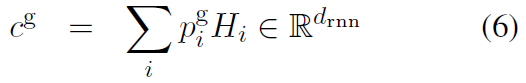 c^g = ∑_i p_i^g H_i ∈ ℝ^{d_rnn} (6)